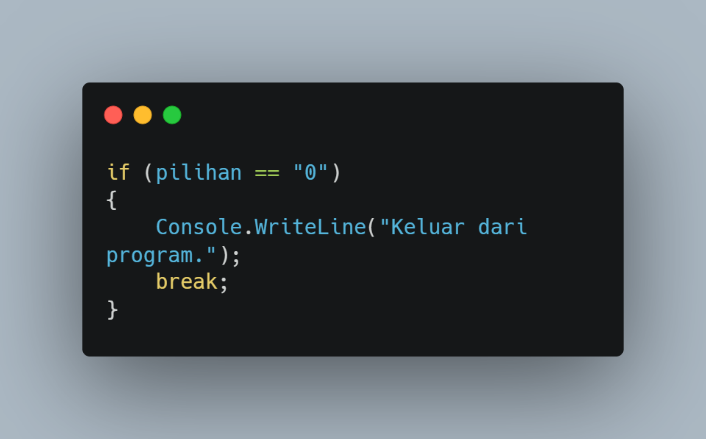 if (pilihan == "0")
{
    Console.WriteLine("Keluar dari
program.");
    break;
}